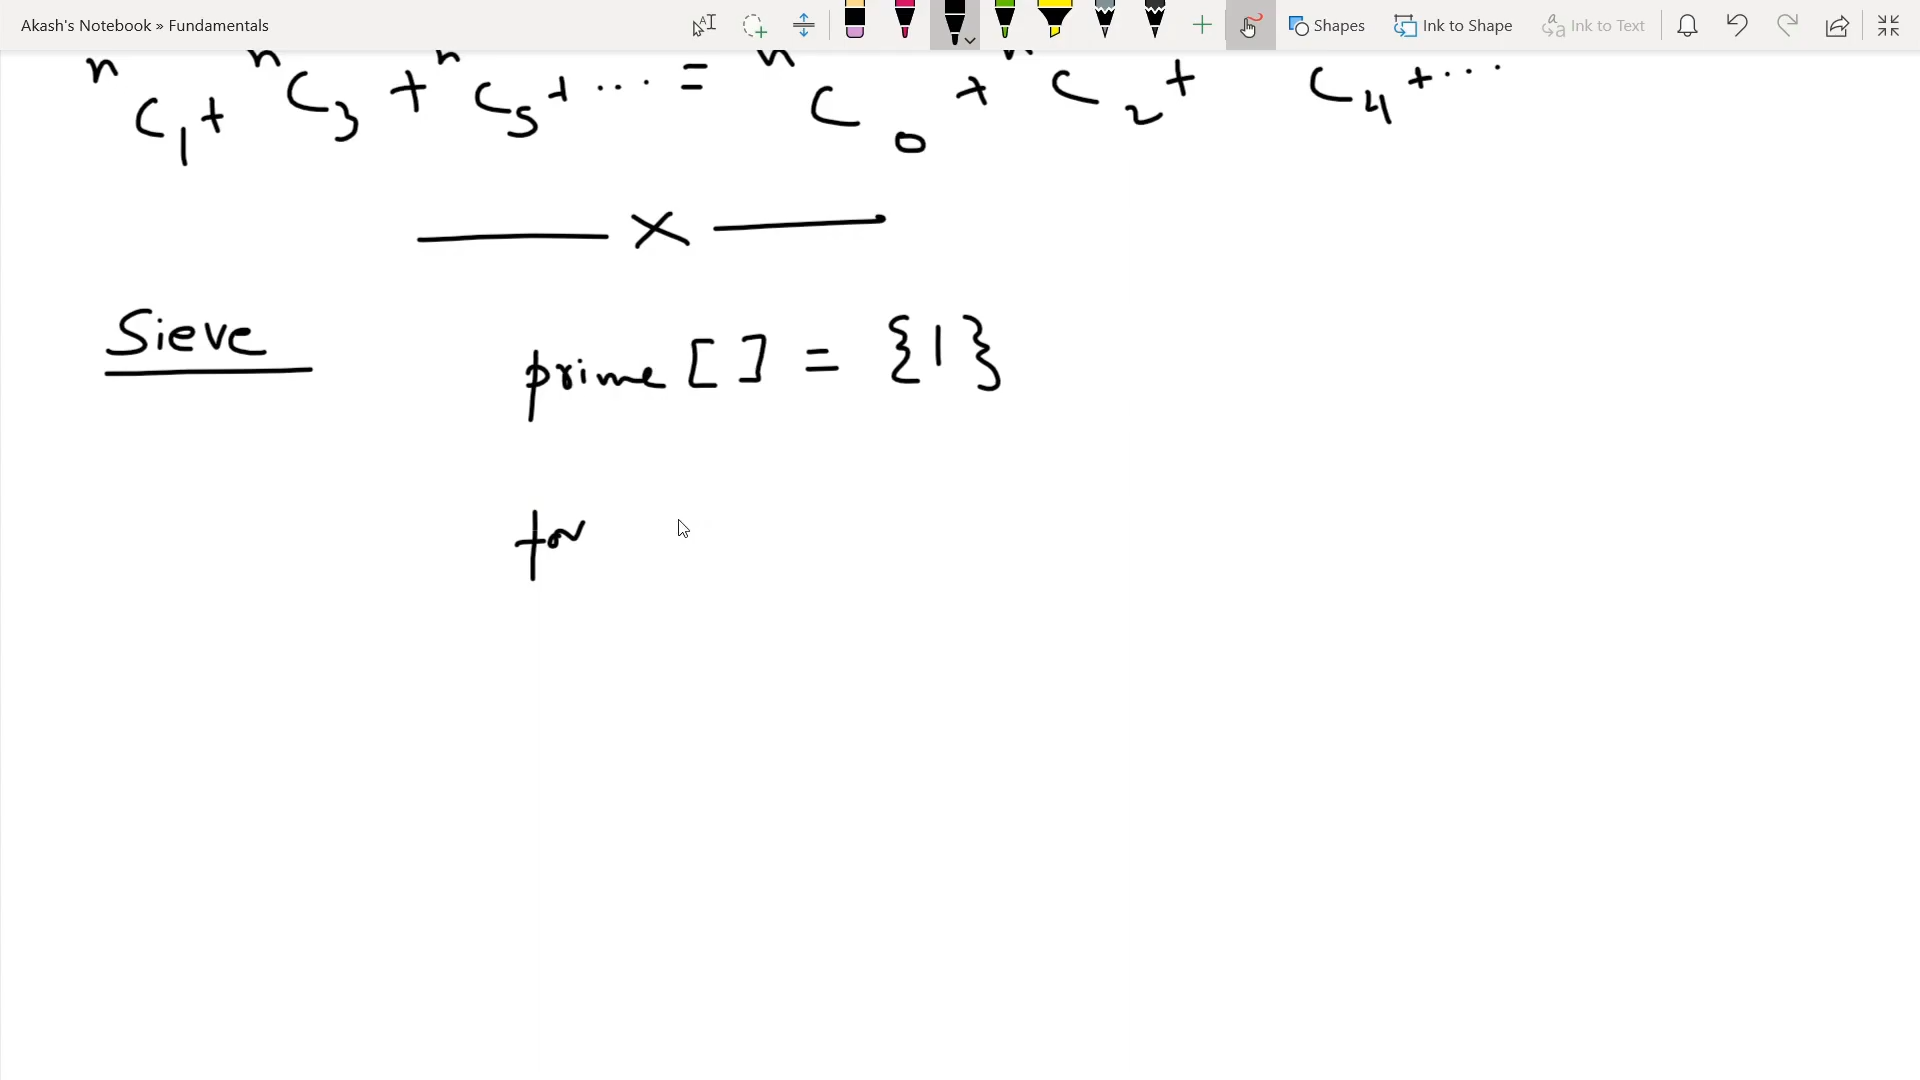 Akash's Notebook » Fundamentals
Shapes
Ink to Shape
Ink to Text
ⁿC₁ + ⁿC₃ + ⁿC₅ + ... = ⁿC₀ + ⁿC₂ + C₄ + ...
x
Sieve
prime [ ] = {1}
for